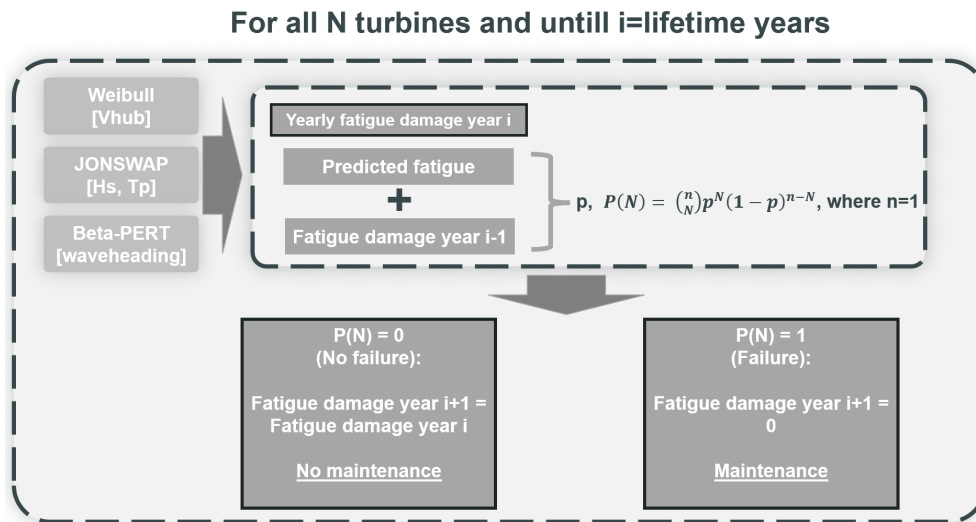 For all N turbines and untill i=lifetime years
Weibull
[Vhub]
JONSWAP
[Hs, Tp]
Beta-PERT
[waveheading]
Yearly fatigue damage year i
Predicted fatigue
+
Fatigue damage year i-1
p, P(N) = (n N) p^N (1 − p)^{n−N}, where n=1
P(N) = 0
(No failure):
Fatigue damage year i+1 =
Fatigue damage year i
No maintenance
P(N) = 1
(Failure):
Fatigue damage year i+1 =
0
Maintenance